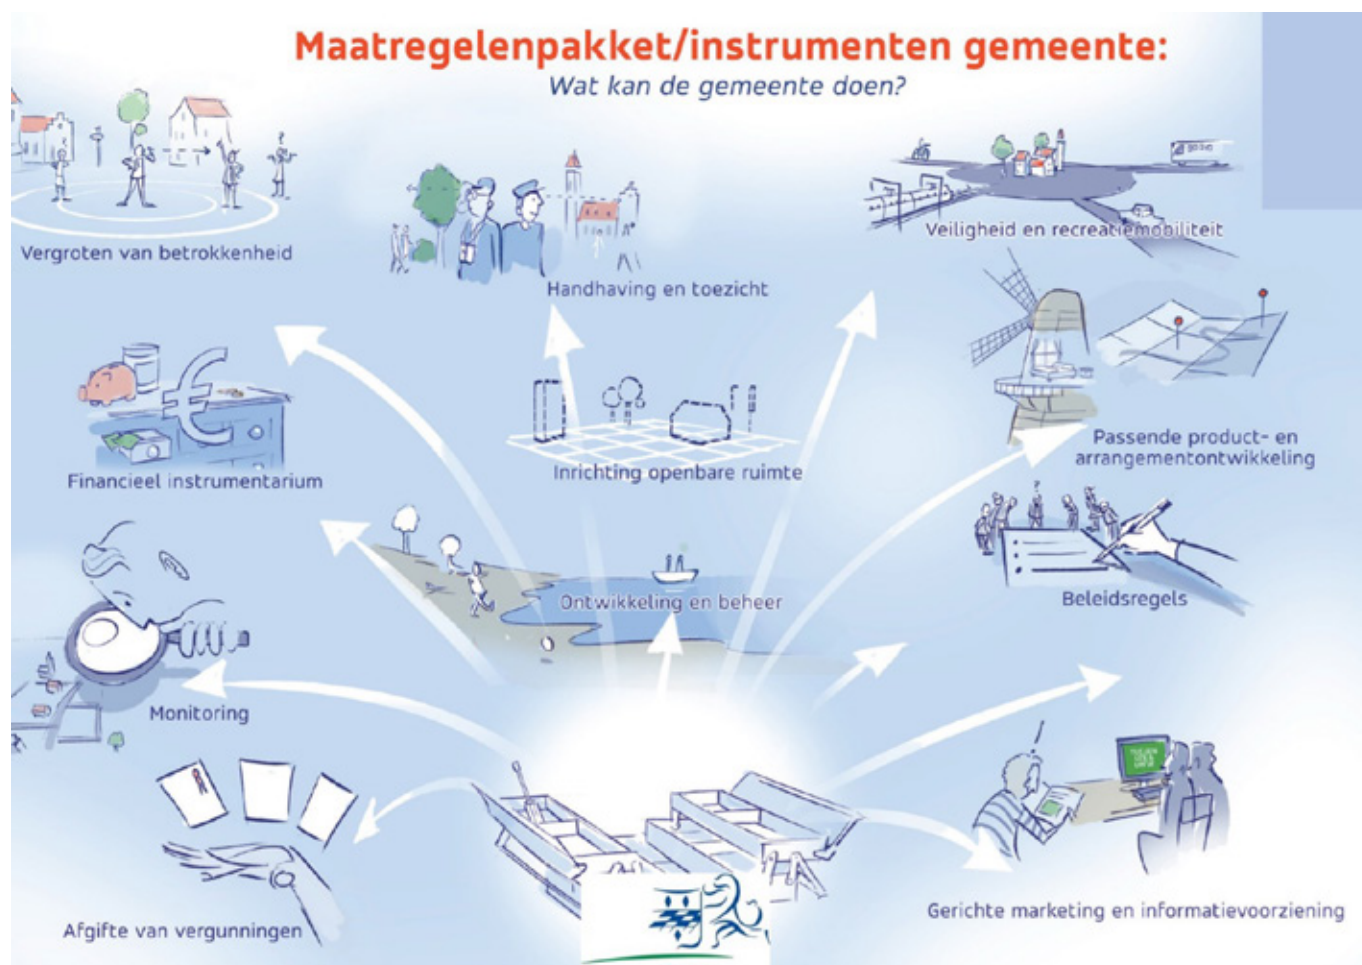 Maatregelenpakket/instrumenten gemeente:
Wat kan de gemeente doen?
Vergroten van betrokkenheid
Handhaving en toezicht
Veiligheid en recreatiemobiliteit
Financieel instrumentarium
Inrichting openbare ruimte
Passende product- en
arrangementontwikkeling
Ontwikkeling en beheer
Beleidsregels
Monitoring
Afgifte van vergunningen
Gerichte marketing en informatievoorziening